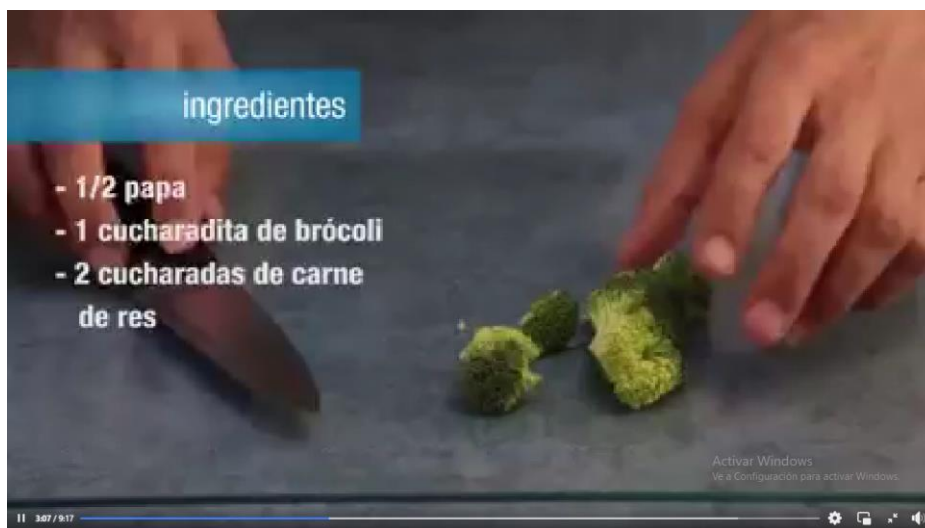 ingredientes
- 1/2 papa
- 1 cucharadita de brócoli
- 2 cucharadas de carne
de res
Activar Windows
Ve a Configuración para activar Windows.
3:07 / 9:17